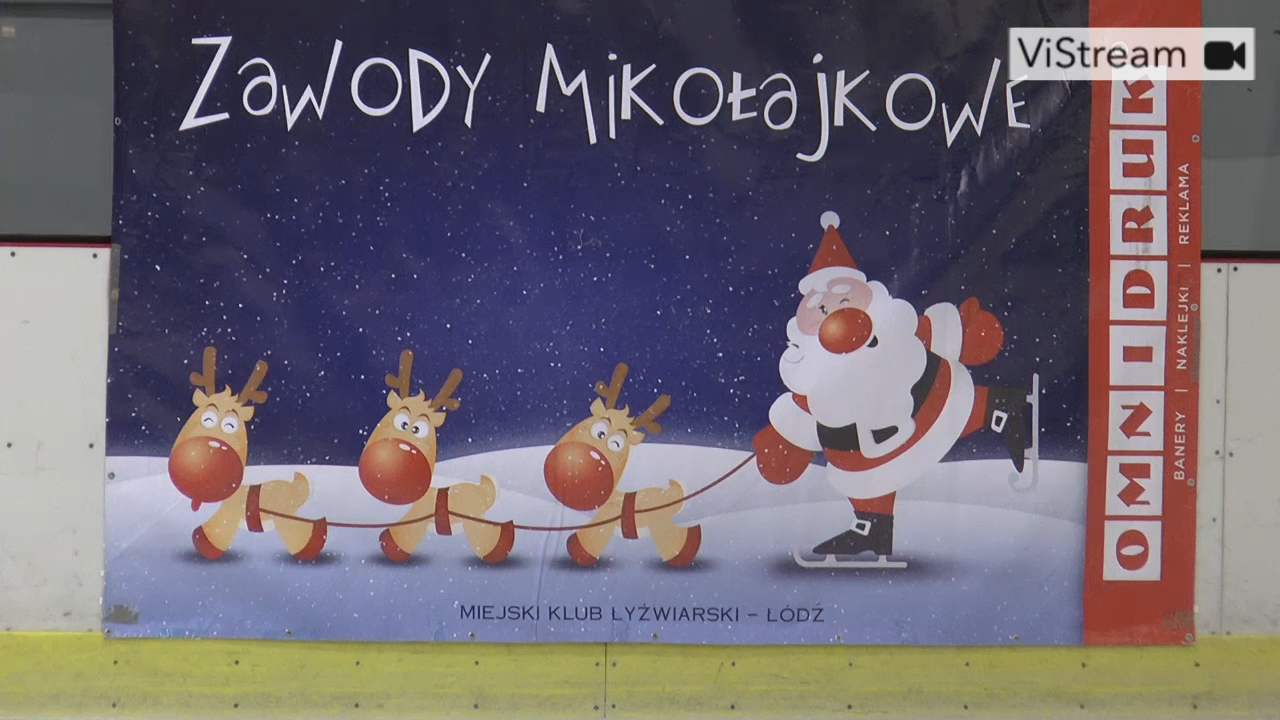 ZaWODY MiKOŁajKOWE
ViStream
OMNIDRUK
BANERY | NAKLEJKI | REKLAMA
MIEJSKI KLUB ŁYŻWIARSKI – ŁÓDŹ